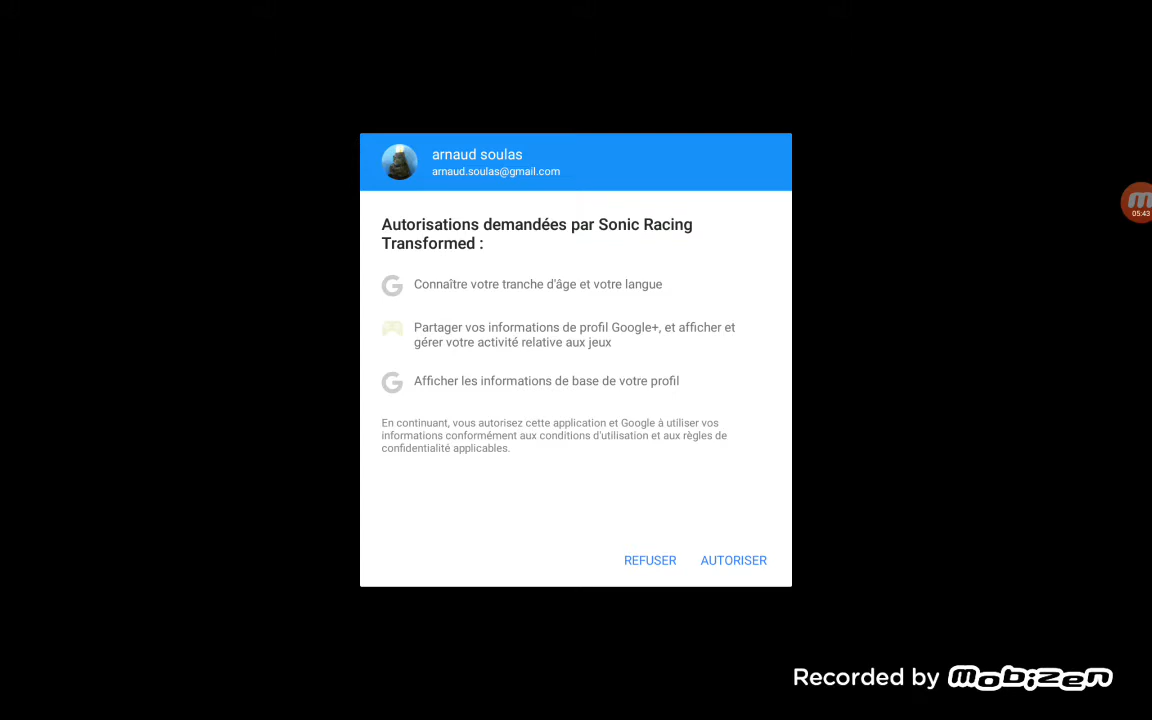 arnaud soulas
arnaud.soulas@gmail.com
05:43
Autorisations demandées par Sonic Racing
Transformed :
Connaître votre tranche d'âge et votre langue
Partager vos informations de profil Google+, et afficher et
gérer votre activité relative aux jeux
Afficher les informations de base de votre profil
En continuant, vous autorisez cette application et Google à utiliser vos
informations conformément aux conditions d'utilisation et aux règles de
confidentialité applicables.
REFUSER AUTORISER
Recorded by mobizen